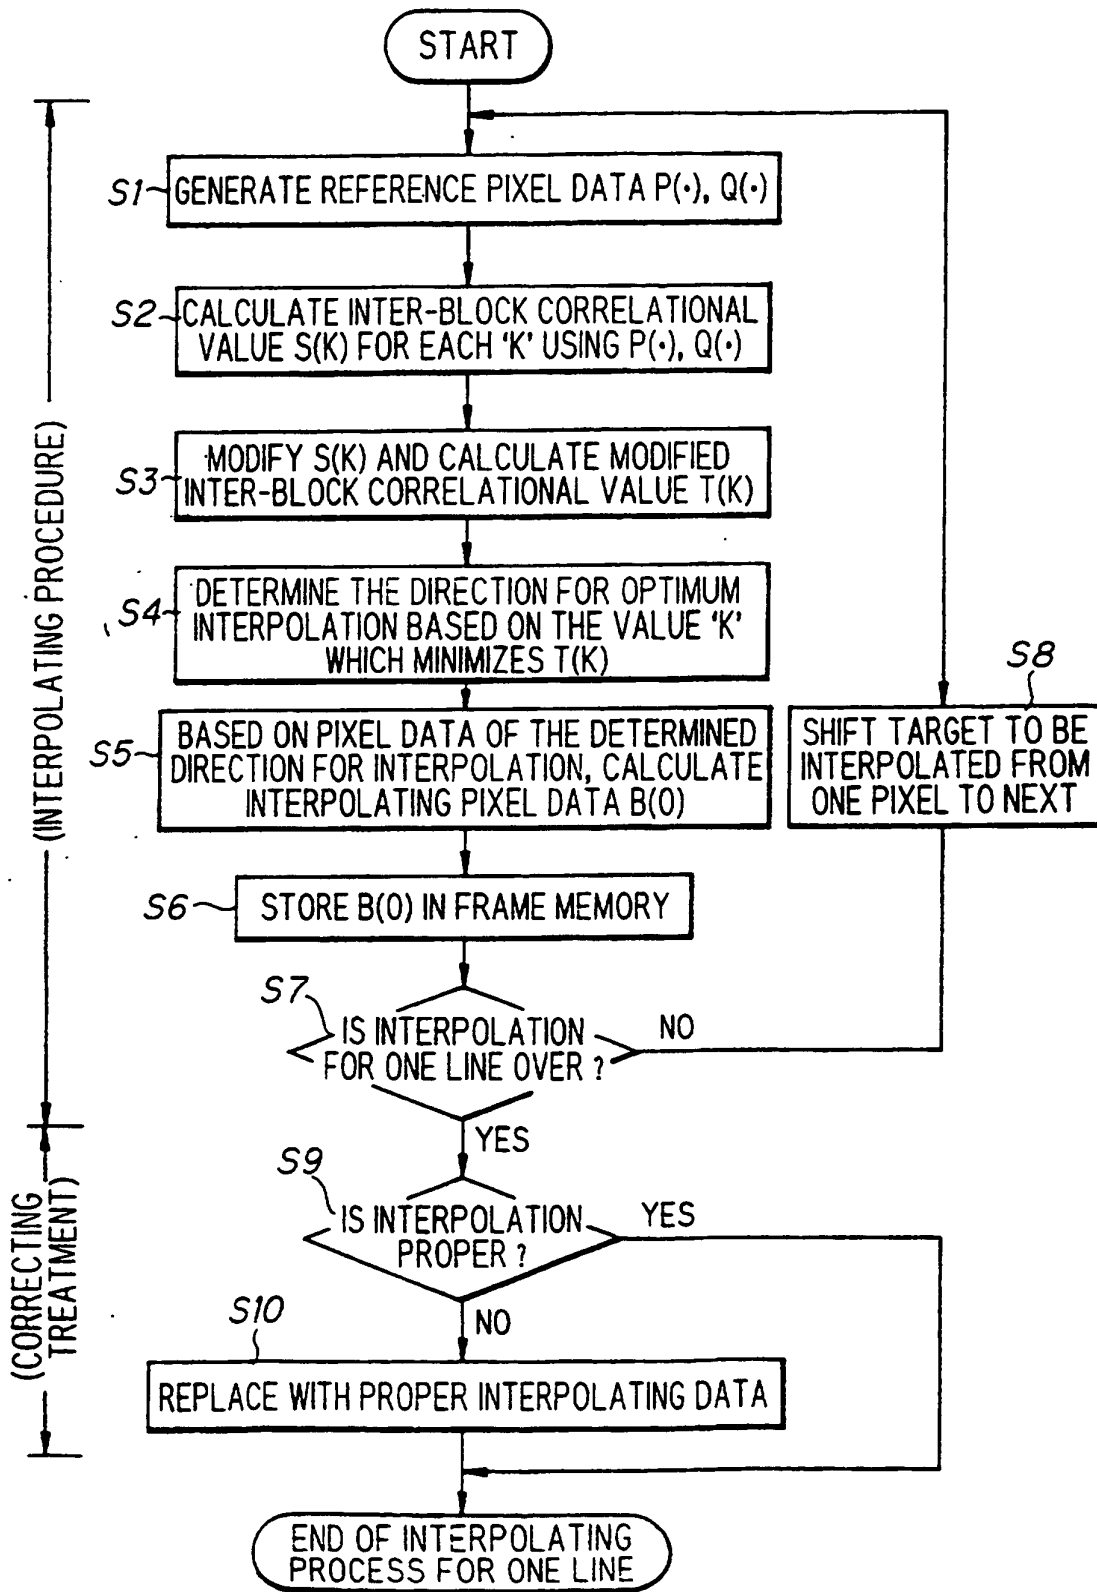 START
(INTERPOLATING PROCEDURE)
S1
GENERATE REFERENCE PIXEL DATA P(·), Q(·)
S2
CALCULATE INTER-BLOCK CORRELATIONAL
VALUE S(K) FOR EACH 'K' USING P(·), Q(·)
S3
MODIFY S(K) AND CALCULATE MODIFIED
INTER-BLOCK CORRELATIONAL VALUE T(K)
S4
DETERMINE THE DIRECTION FOR OPTIMUM
INTERPOLATION BASED ON THE VALUE 'K'
WHICH MINIMIZES T(K)
S5
BASED ON PIXEL DATA OF THE DETERMINED
DIRECTION FOR INTERPOLATION, CALCULATE
INTERPOLATING PIXEL DATA B(0)
S8
SHIFT TARGET TO BE
INTERPOLATED FROM
ONE PIXEL TO NEXT
S6
STORE B(0) IN FRAME MEMORY
S7
IS INTERPOLATION
FOR ONE LINE OVER ?
NO
YES
(CORRECTING
TREATMENT)
S9
IS INTERPOLATION
PROPER ?
YES
NO
S10
REPLACE WITH PROPER INTERPOLATING DATA
END OF INTERPOLATING
PROCESS FOR ONE LINE